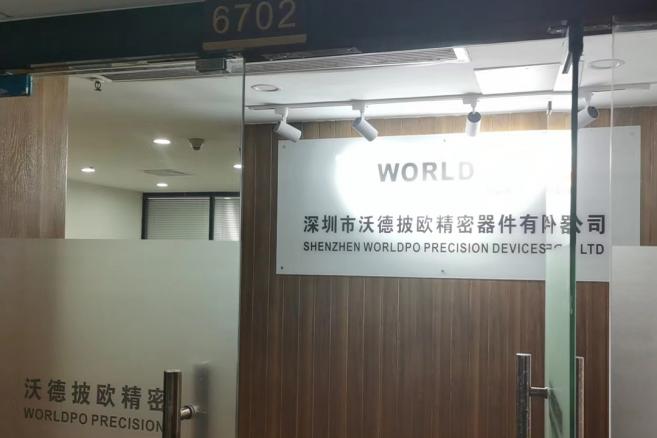 6702
WORLD
深圳市沃德披欧精密器件有限公司
SHENZHEN WORLDPO PRECISION DEVICES CO LTD
沃德披欧精密
WORLDPO PRECISION